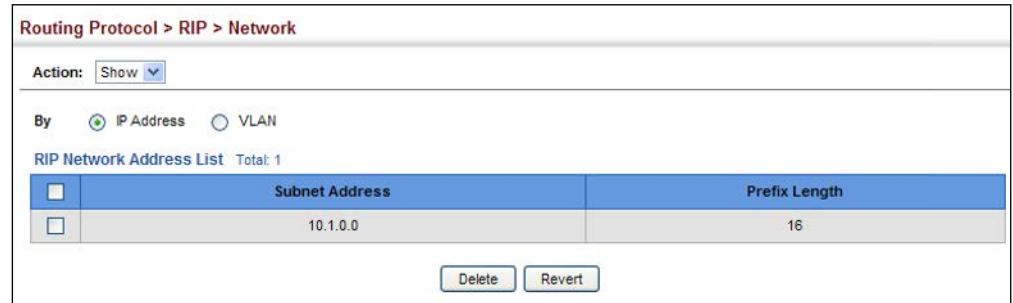 Routing Protocol > RIP > Network
Action: Show
By IP Address VLAN
RIP Network Address List Total: 1
Subnet Address Prefix Length
10.1.0.0 16
Delete Revert